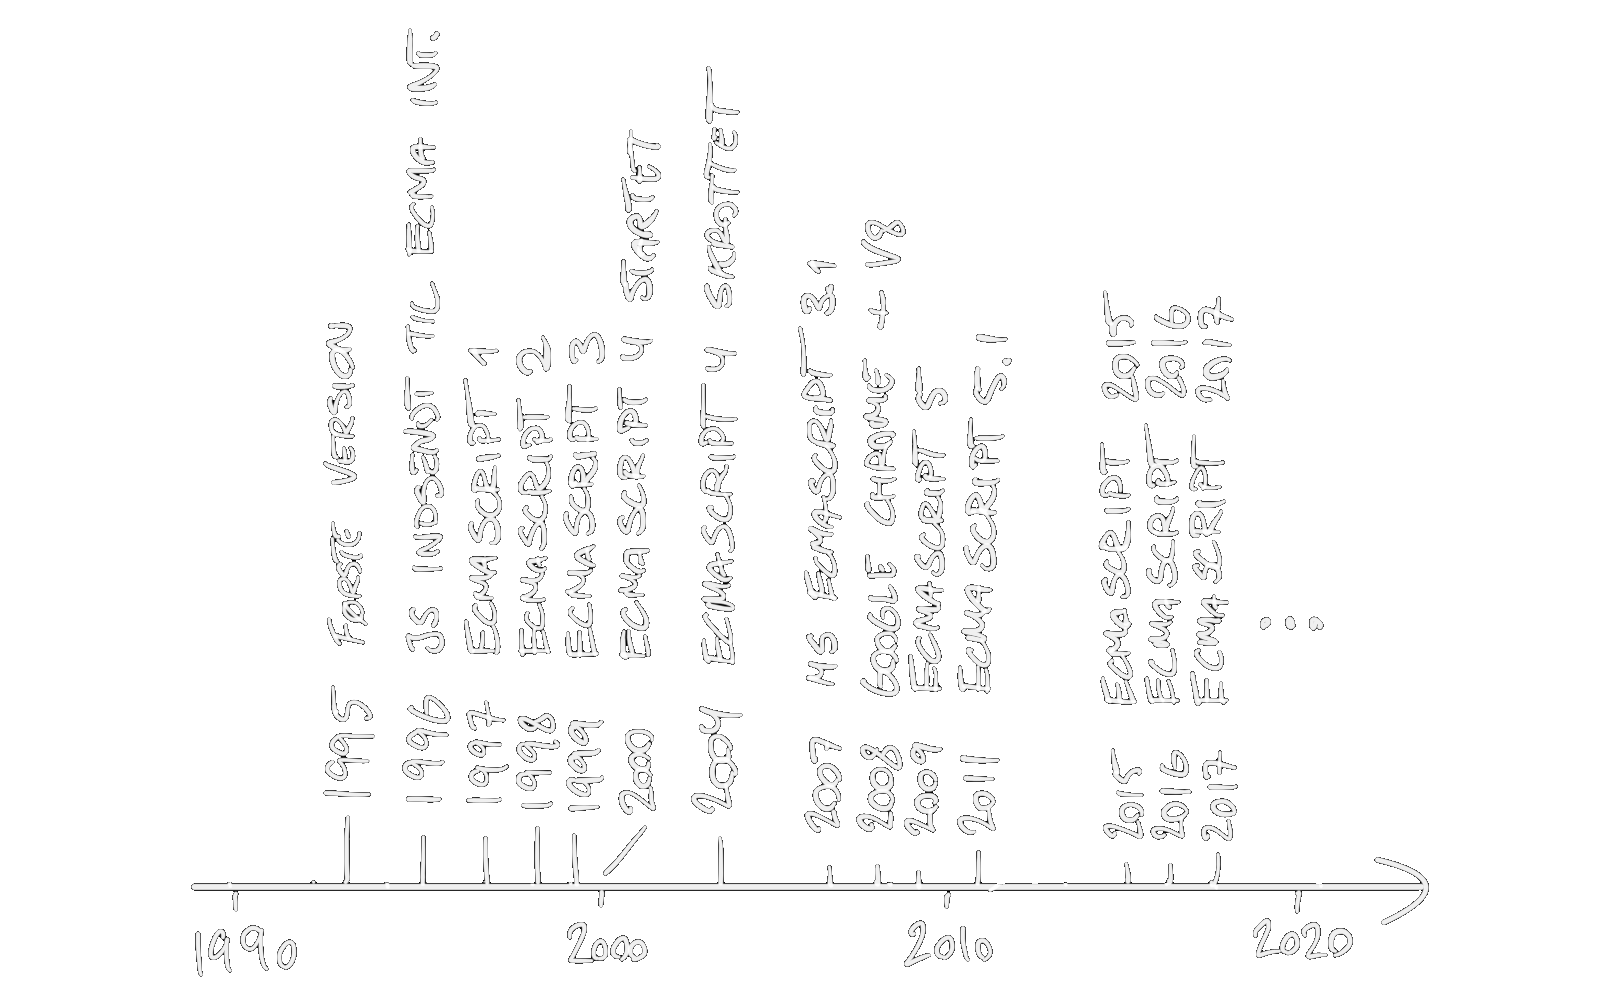 1995 FØRSTE VERSION
1996 JS INDSENDT TIL ECMA INT.
1997 ECMASCRIPT 1
1998 ECMASCRIPT 2
1999 ECMASCRIPT 3
2000 ECMASCRIPT 4 STARTET
2004 ECMASCRIPT 4 SKROTTET
2007 MS ECMASCRIPT 3.1
2008 GOOGLE CHROME + V8
2009 ECMASCRIPT 5
2011 ECMASCRIPT 5.1
2015 ECMASCRIPT 2015
2016 ECMASCRIPT 2016
2017 ECMASCRIPT 2017
...
1990 2000 2010 2020